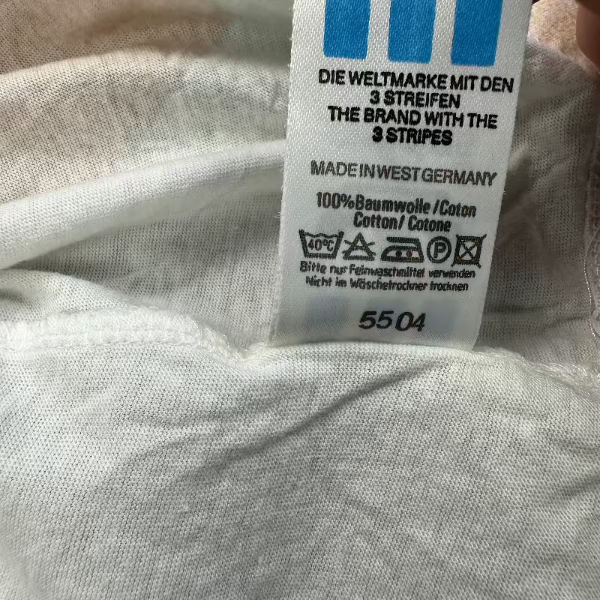 DIE WELTMARKE MIT DEN
3 STREIFEN
THE BRAND WITH THE
3 STRIPES
MADE IN WEST GERMANY
100%Baumwolle/Coton
Cotton/Cotone
40°C P
Bitte nur Feinwaschmittel verwenden
Nicht im Wäschetrockner trocknen
5504